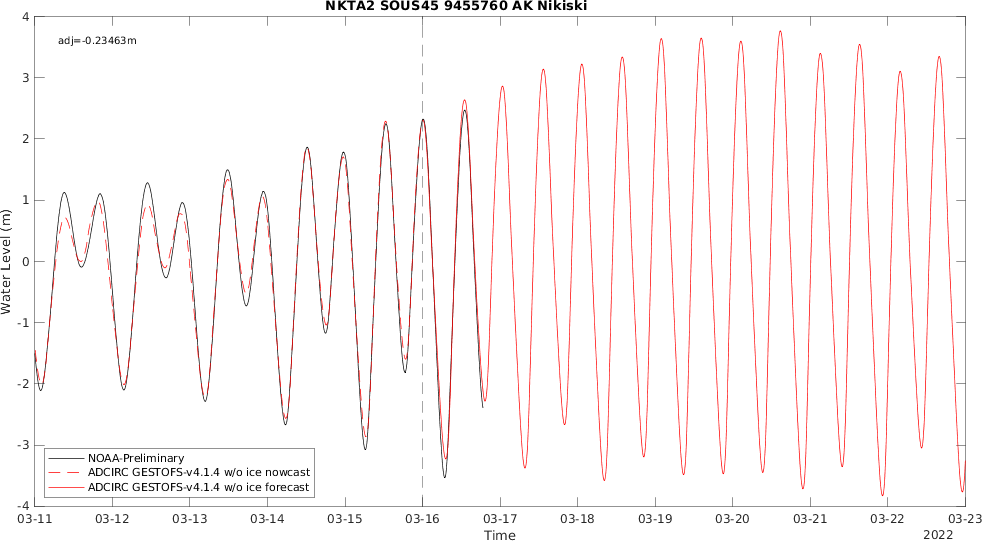 NKTA2 SOUS45 9455760 AK Nikiski
adj=-0.23463m
4
3
2
1
0
-1
-2
-3
-4
Water Level (m)
NOAA-Preliminary
ADCIRC GESTOFS-v4.1.4 w/o ice nowcast
ADCIRC GESTOFS-v4.1.4 w/o ice forecast
03-11 03-12 03-13 03-14 03-15 03-16 03-17 03-18 03-19 03-20 03-21 03-22 03-23
Time
2022